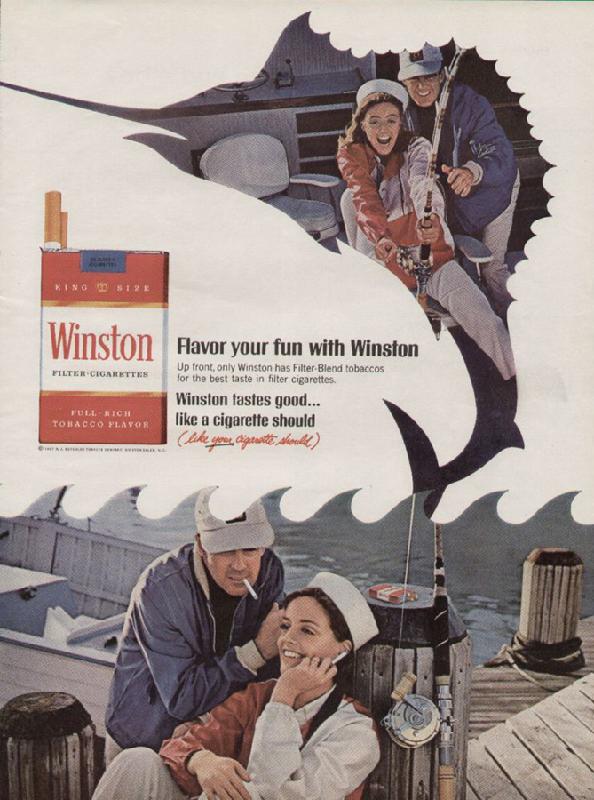 KING SIZE
Winston
FILTER·CIGARETTES
FULL·RICH
TOBACCO FLAVOR
Flavor your fun with Winston
Up front, only Winston has Filter-Blend tobaccos
for the best taste in filter cigarettes.
Winston tastes good...
like a cigarette should
(like your cigarette should)